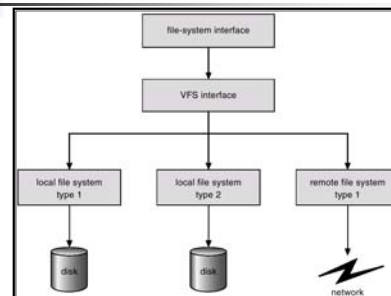 file-system interface
VFS interface
local file system
type 1
local file system
type 2
remote file system
type 1
disk
disk
network